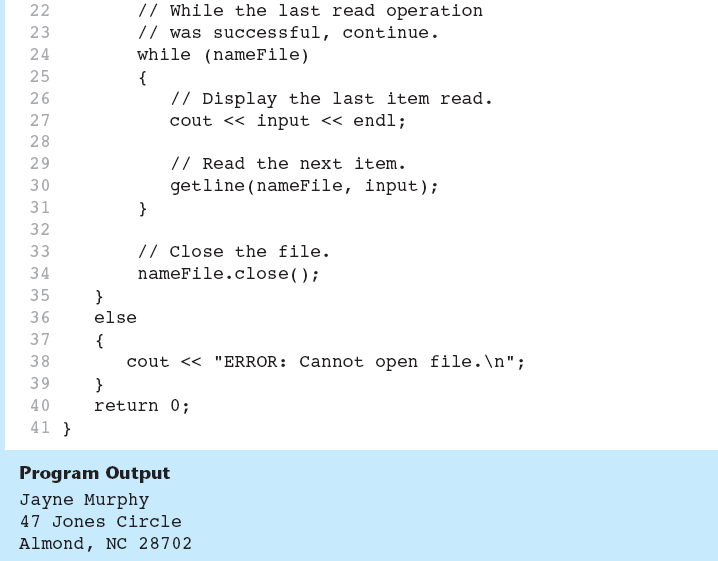 22         // While the last read operation
23         // was successful, continue.
24         while (nameFile)
25         {
26            // Display the last item read.
27            cout << input << endl;
28
29            // Read the next item.
30            getline(nameFile, input);
31         }
32
33         // Close the file.
34         nameFile.close();
35     }
36     else
37     {
38        cout << "ERROR: Cannot open file.\n";
39     }
40     return 0;
41 }
Program Output
Jayne Murphy
47 Jones Circle
Almond, NC 28702